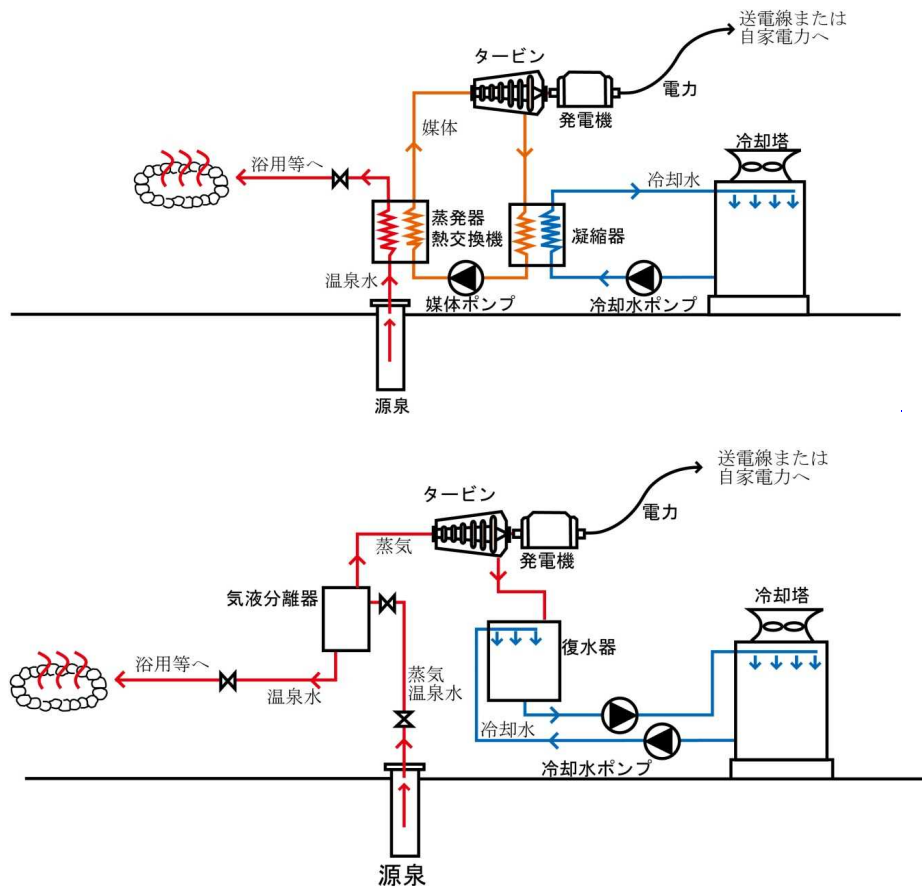 送電線または
自家電力へ
タービン
電力
発電機
媒体
冷却塔
浴用等へ
冷却水
蒸発器
熱交換機
凝縮器
温泉水
媒体ポンプ
冷却水ポンプ
源泉
送電線または
自家電力へ
タービン
電力
発電機
蒸気
気液分離器
冷却塔
復水器
浴用等へ
温泉水
蒸気
温泉水
冷却水
冷却水ポンプ
源泉